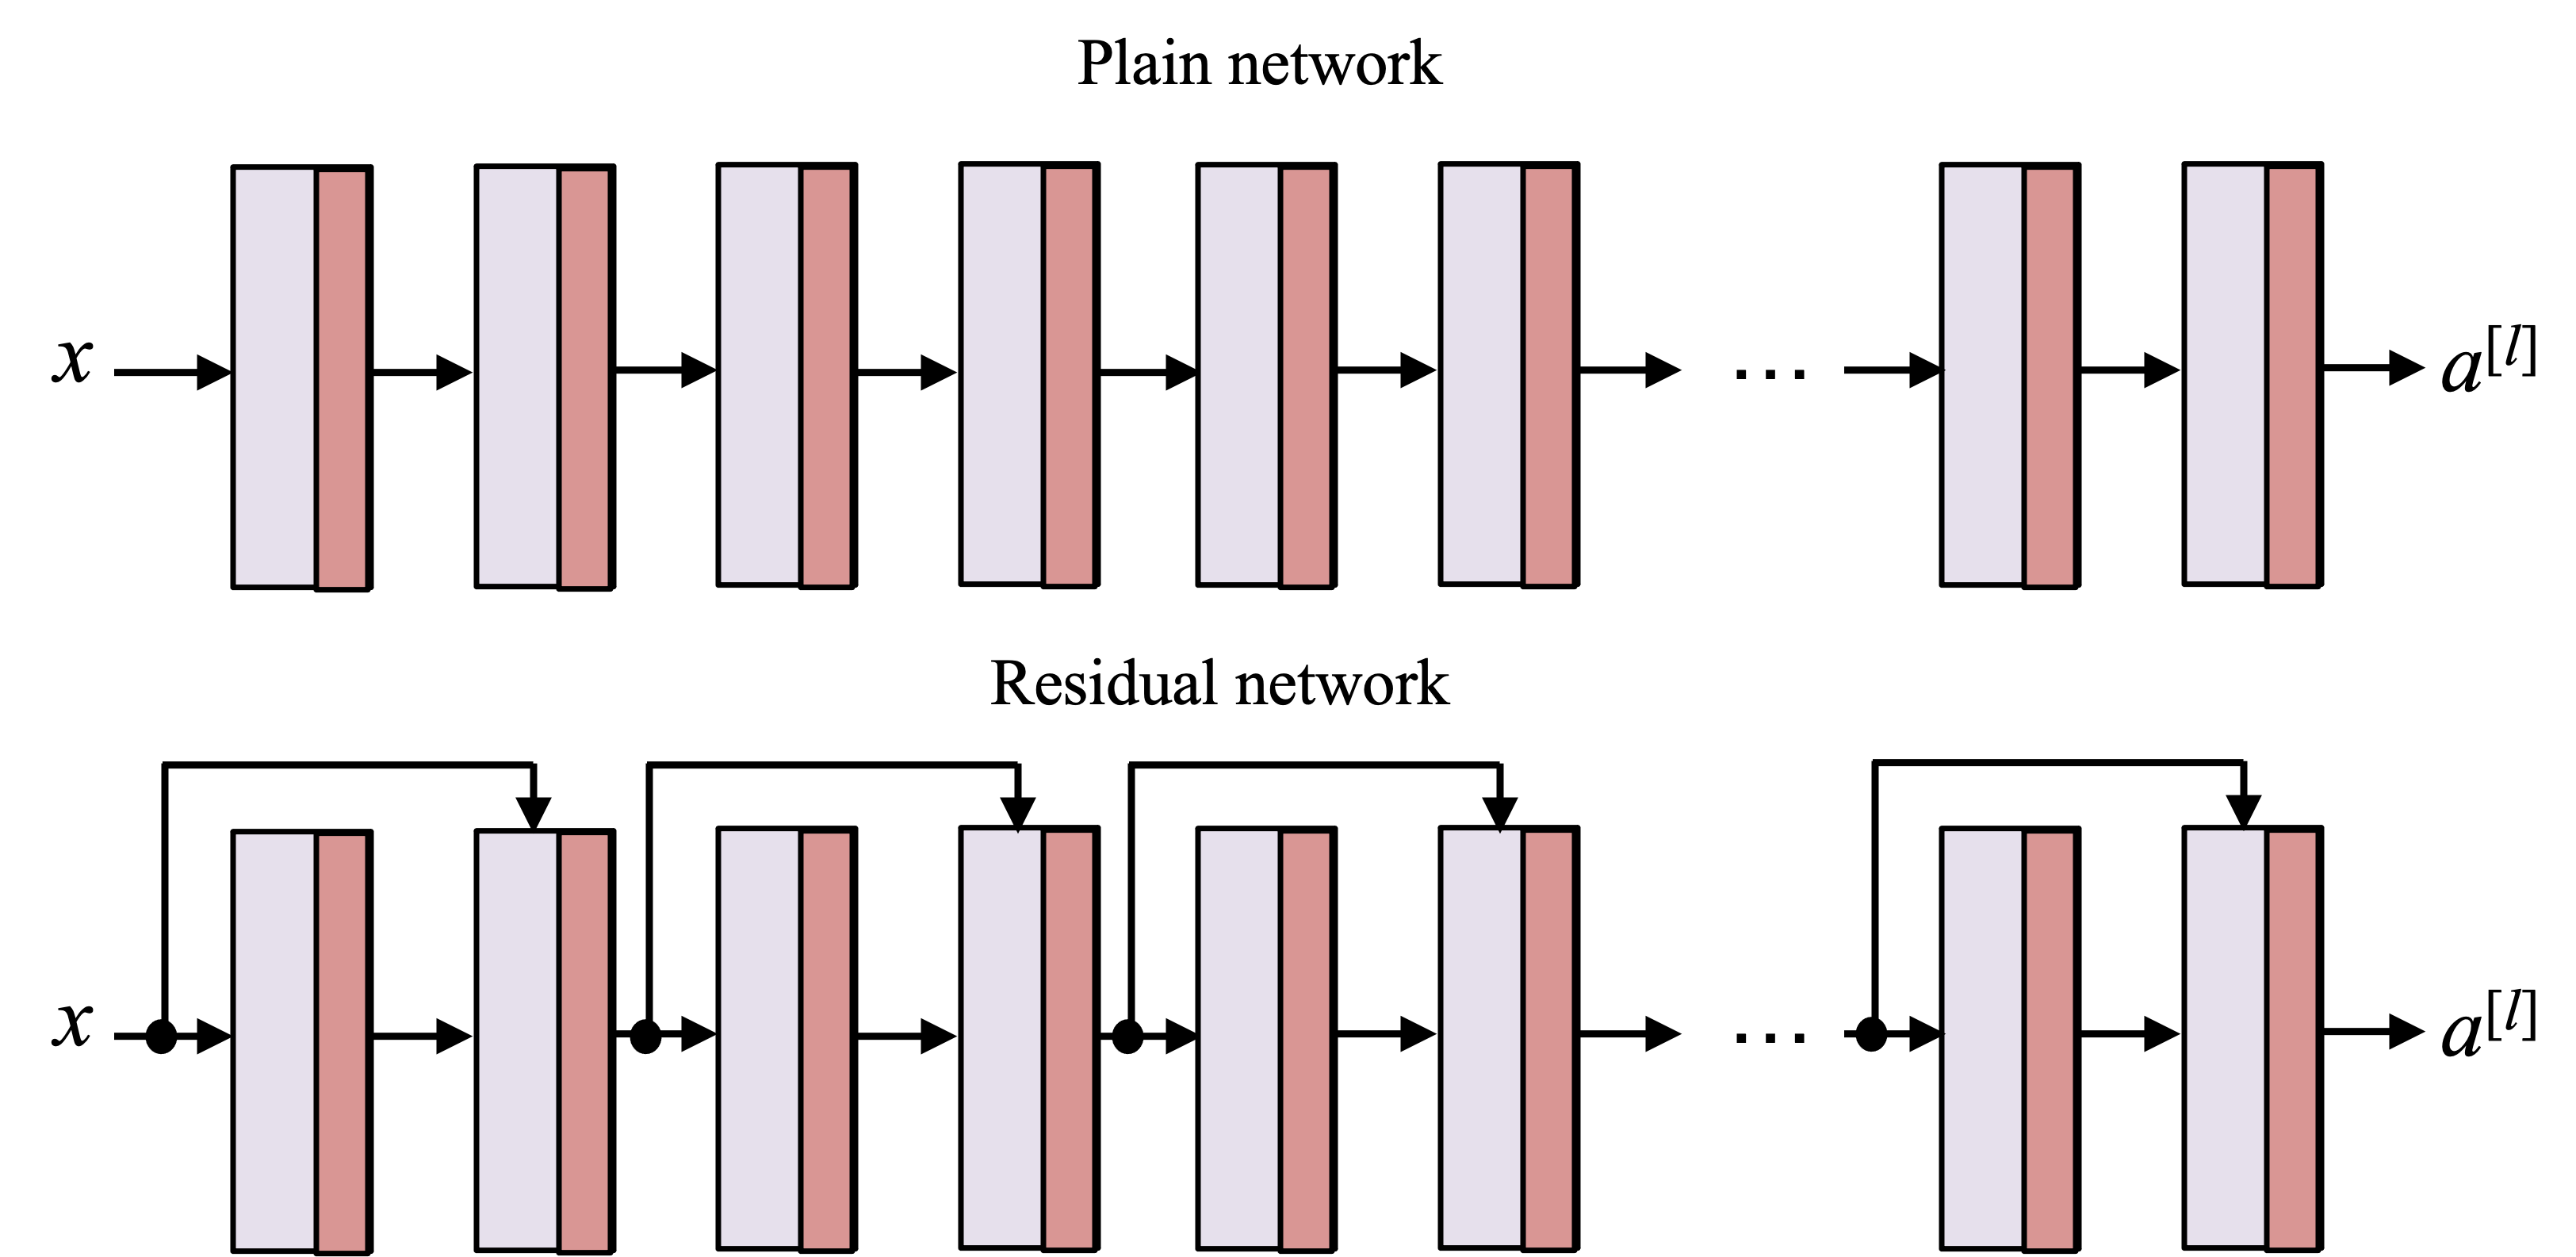 Plain network
x ... a[l]
Residual network
x ... a[l]